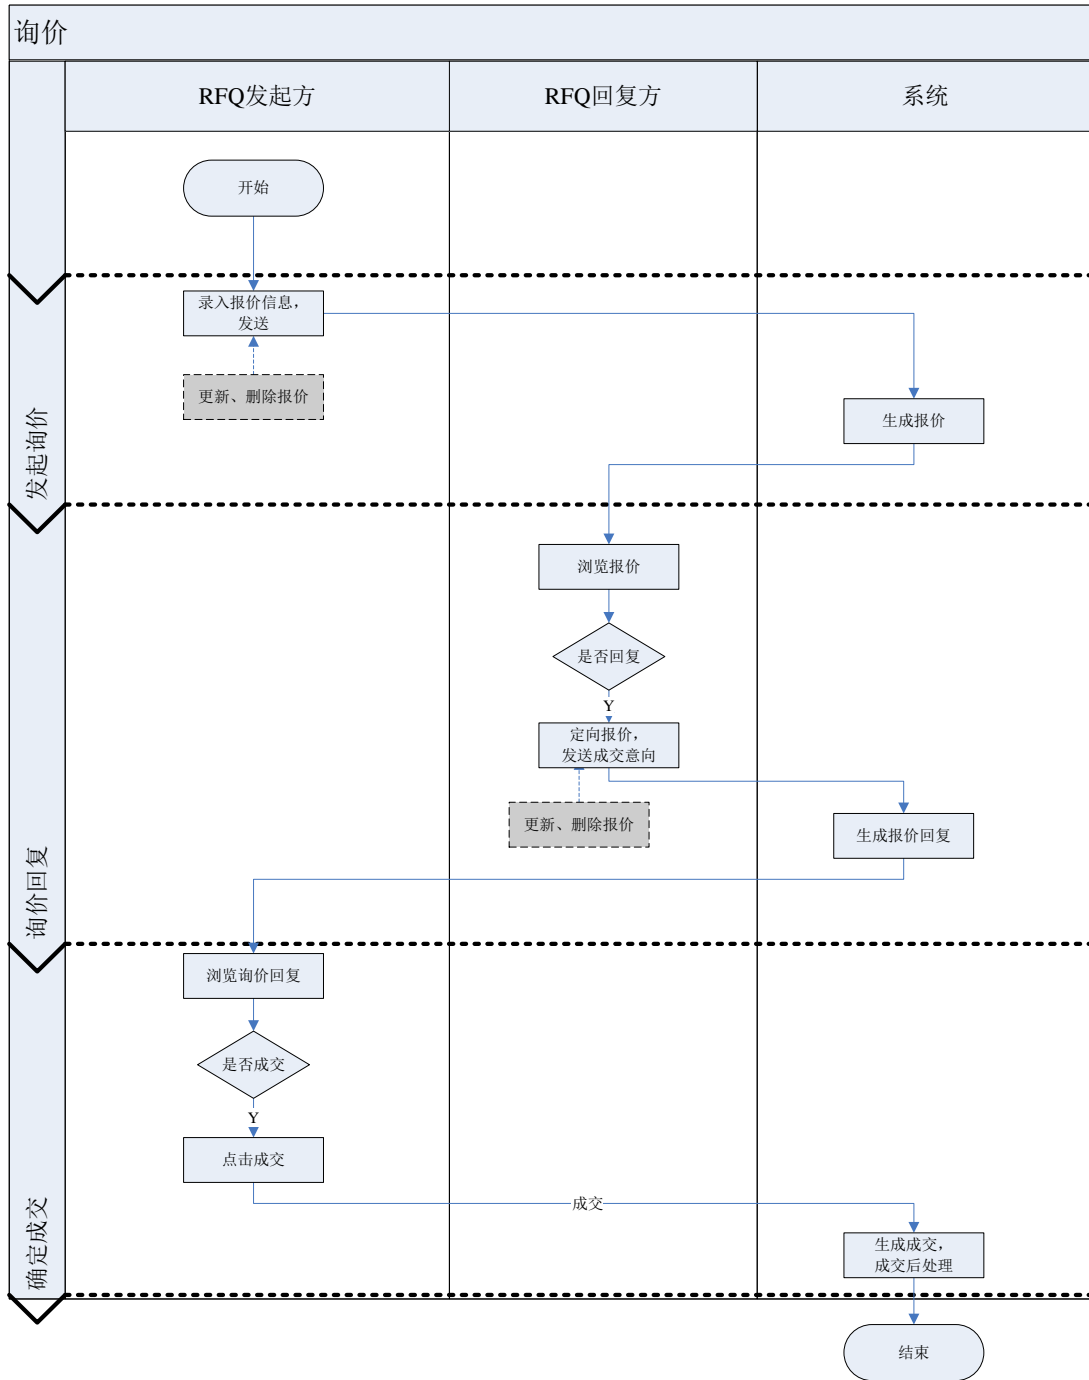 询价
RFQ发起方
RFQ回复方
系统
开始
发起询价
录入报价信息，
发送
更新、删除报价
生成报价
询价回复
浏览报价
是否回复
Y
定向报价，
发送成交意向
更新、删除报价
生成报价回复
确定成交
浏览询价回复
是否成交
Y
点击成交
成交
生成成交，
成交后处理
结束